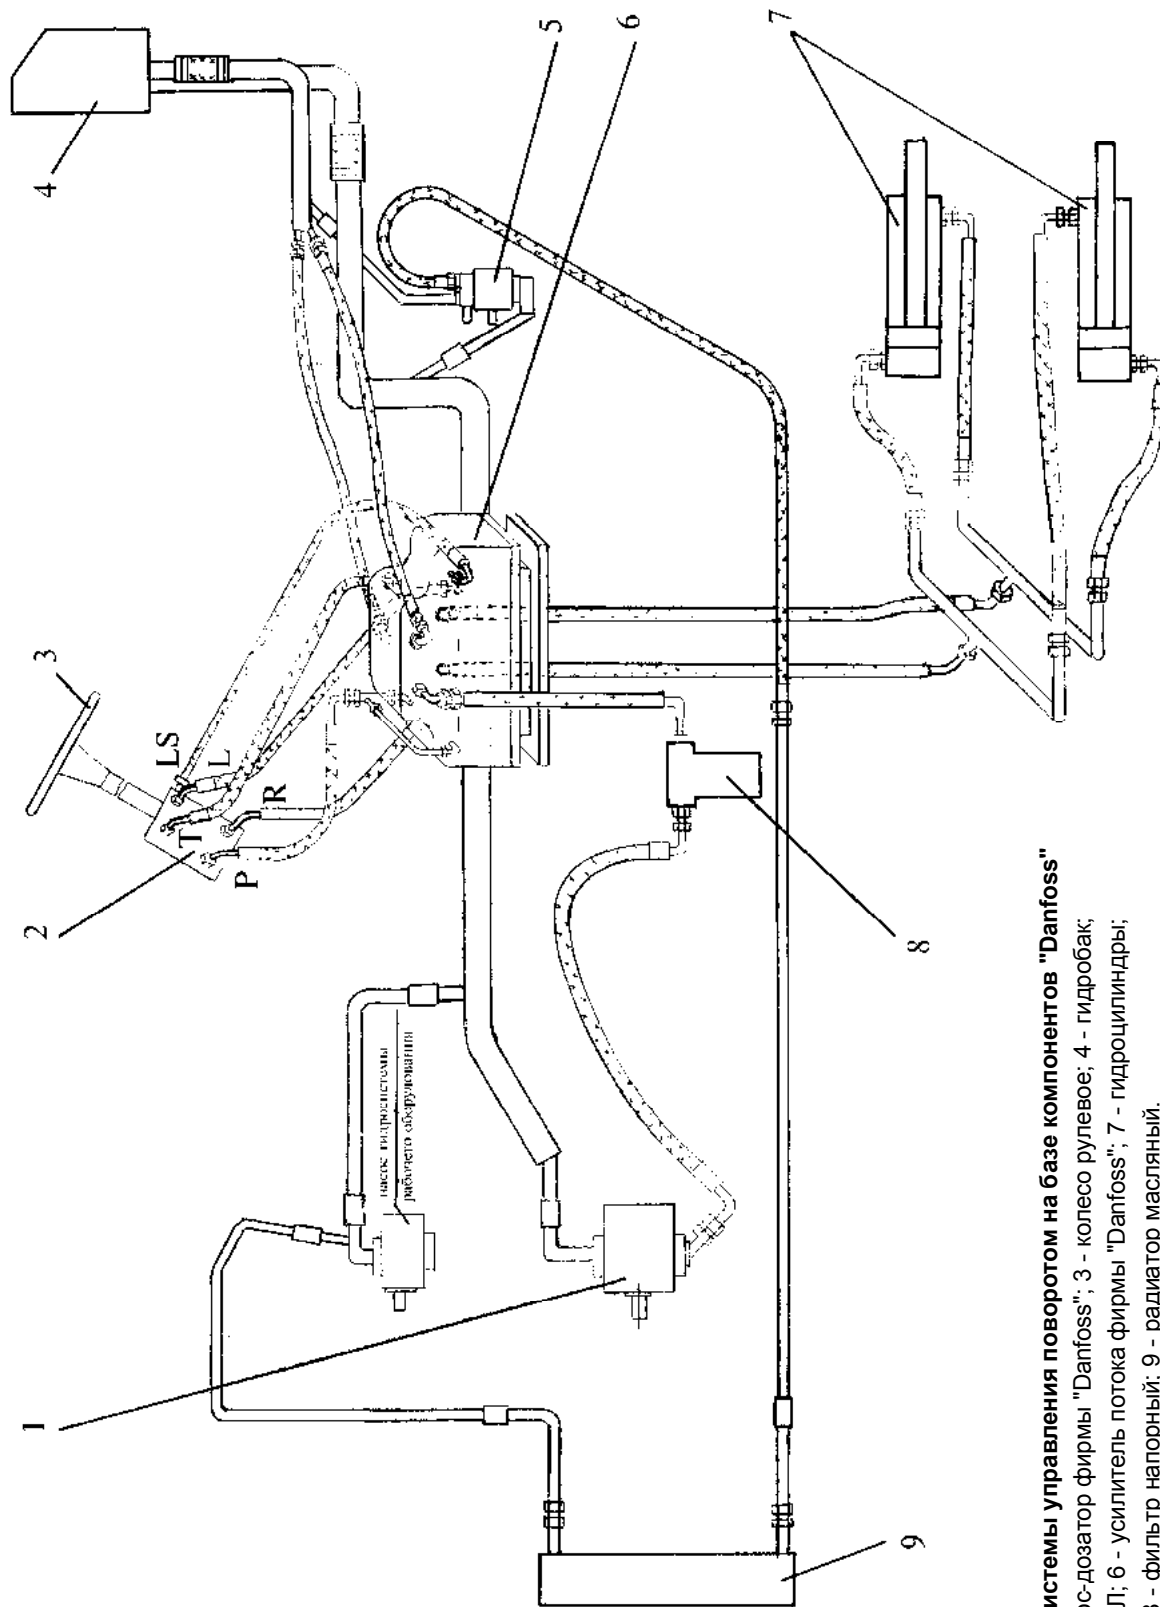 1
2
3
4
5
6
7
8
9
LS
L
T
R
P
насос гидросистемы
рабочего оборудования
истемы управления поворотом на базе компонентов "Danfoss"
ос-дозатор фирмы "Danfoss"; 3 - колесо рулевое; 4 - гидробак;
Л; 6 - усилитель потока фирмы "Danfoss"; 7 - гидроцилиндры;
8 - фильтр напорный; 9 - радиатор масляный.